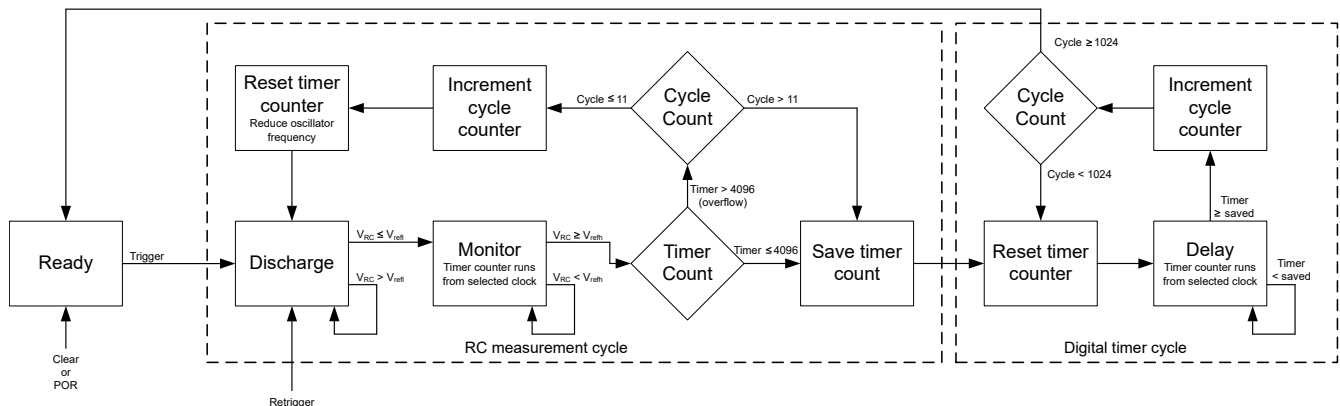 Cycle ≥ 1024
Reset timer
counter
Reduce oscillator
frequency
Increment
cycle
counter
Cycle ≤ 11
Cycle
Count
Cycle > 11
Cycle
Count
Increment
cycle
counter
Timer > 4096
(overflow)
Cycle < 1024
Timer
≥ saved
Ready
Trigger
Discharge
VRC ≤ Vrefl
VRC > Vrefl
Monitor
Timer counter runs
from selected clock
VRC ≥ Vrefh
VRC < Vrefh
Timer
Count
Timer ≤ 4096
Save timer
count
Reset timer
counter
Delay
Timer counter runs
from selected clock
Timer
< saved
RC measurement cycle
Digital timer cycle
Clear
or
POR
Retrigger